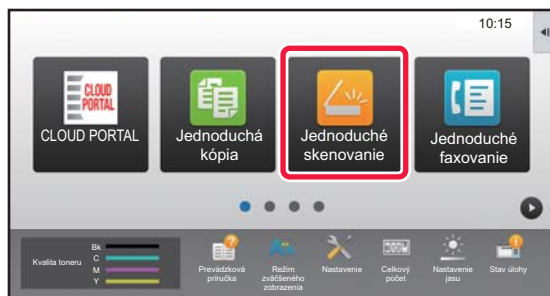 10:15
CLOUD
PORTAL
CLOUD PORTAL
Jednoduchá
kópia
Jednoduché
skenovanie
Jednoduché
faxovanie
Kvalita toneru
Bk
C
M
Y
Prevádzková
príručka
Režim
zväčšeného
zobrazenia
Nastavenie
Celkový
počet
Nastavenie
jasu
Stav úlohy